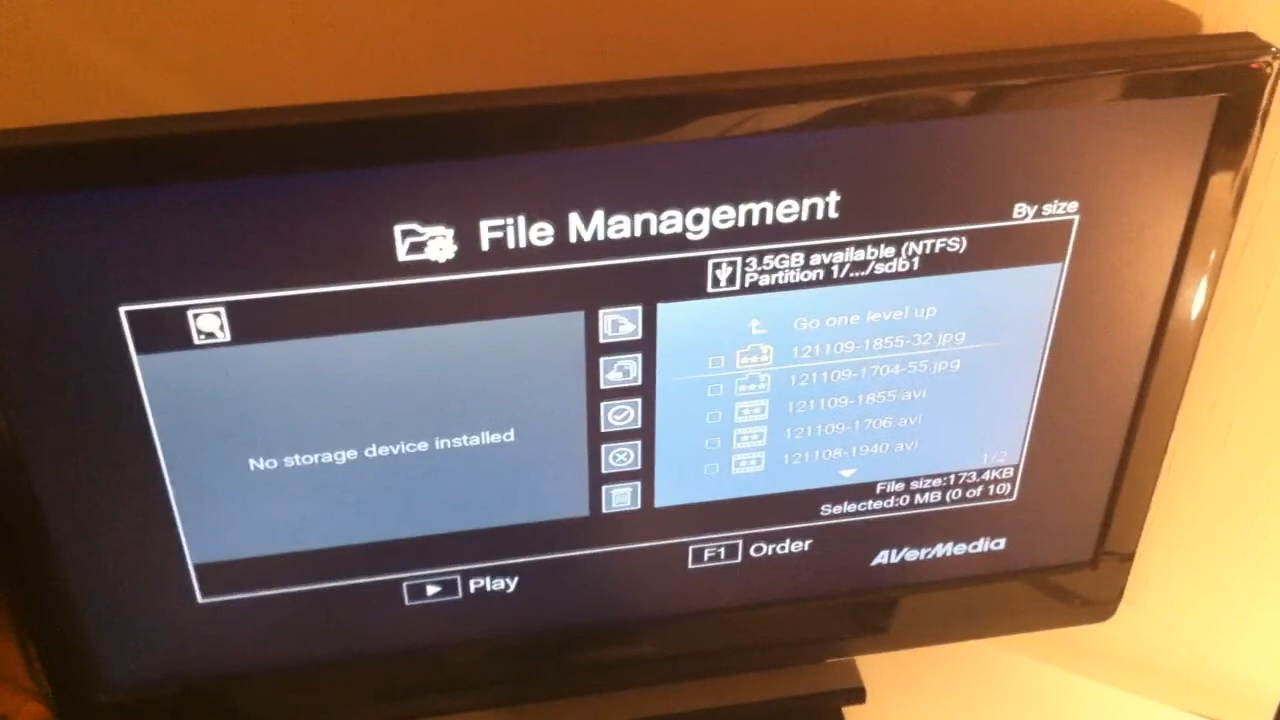 File Management
By size
3.5GB available (NTFS)
Partition 1/.../sdb1
No storage device installed
Go one level up
121109-1855-32.jpg
121109-1704-55.jpg
121109-1855.avi
121109-1706.avi
121108-1940.avi
1/2
File size:173.4KB
Selected:0 MB (0 of 10)
F1 Order
Play
AVerMedia